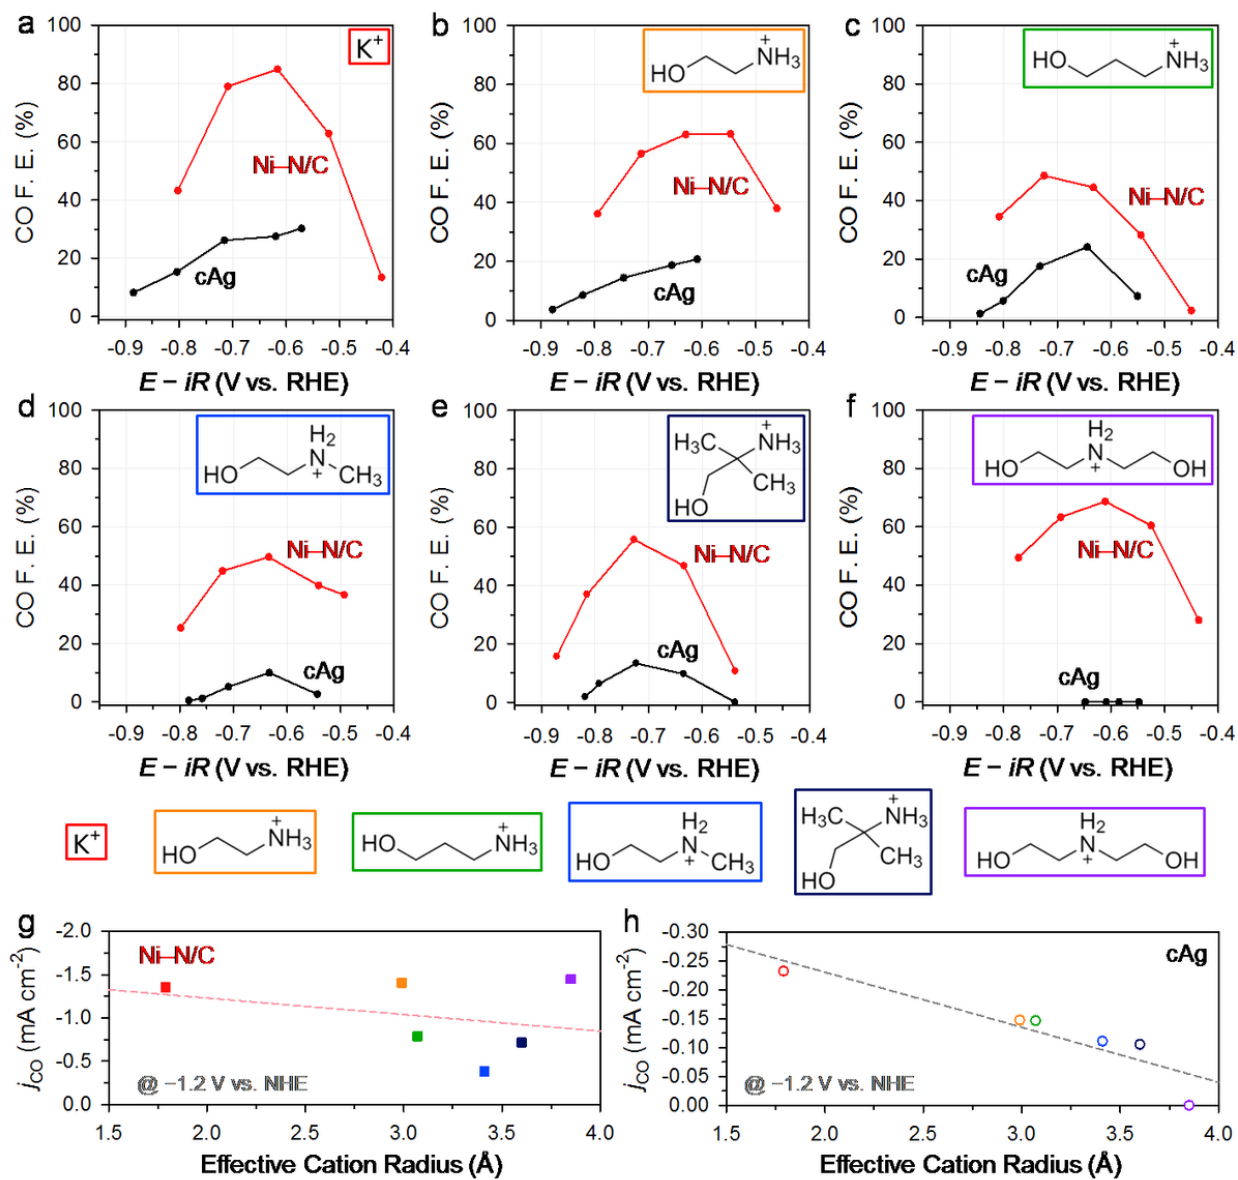 a
K+
CO F. E. (%)
100
80
60
40
20
0
Ni–N/C
cAg
-0.9 -0.8 -0.7 -0.6 -0.5 -0.4
E − iR (V vs. RHE)
b
HO NH3 +
CO F. E. (%)
100
80
60
40
20
0
Ni–N/C
cAg
-0.9 -0.8 -0.7 -0.6 -0.5 -0.4
E − iR (V vs. RHE)
c
HO NH3 +
CO F. E. (%)
100
80
60
40
20
0
Ni–N/C
cAg
-0.9 -0.8 -0.7 -0.6 -0.5 -0.4
E − iR (V vs. RHE)
d
H2
HO N + CH3
CO F. E. (%)
100
80
60
40
20
0
Ni–N/C
cAg
-0.9 -0.8 -0.7 -0.6 -0.5 -0.4
E − iR (V vs. RHE)
e
H3C NH3 +
CH3
HO
CO F. E. (%)
100
80
60
40
20
0
Ni–N/C
cAg
-0.9 -0.8 -0.7 -0.6 -0.5 -0.4
E − iR (V vs. RHE)
f
H2
HO N + OH
CO F. E. (%)
100
80
60
40
20
0
Ni–N/C
cAg
-0.9 -0.8 -0.7 -0.6 -0.5 -0.4
E − iR (V vs. RHE)
K+
HO NH3 +
HO NH3 +
H2
HO N + CH3
H3C NH3 +
CH3
HO
H2
HO N + OH
g
jCO (mA cm-2)
-2.0
-1.5
-1.0
-0.5
0.0
Ni–N/C
@ −1.2 V vs. NHE
1.5 2.0 2.5 3.0 3.5 4.0
Effective Cation Radius (Å)
h
jCO (mA cm-2)
-0.30
-0.25
-0.20
-0.15
-0.10
-0.05
0.00
cAg
@ −1.2 V vs. NHE
1.5 2.0 2.5 3.0 3.5 4.0
Effective Cation Radius (Å)